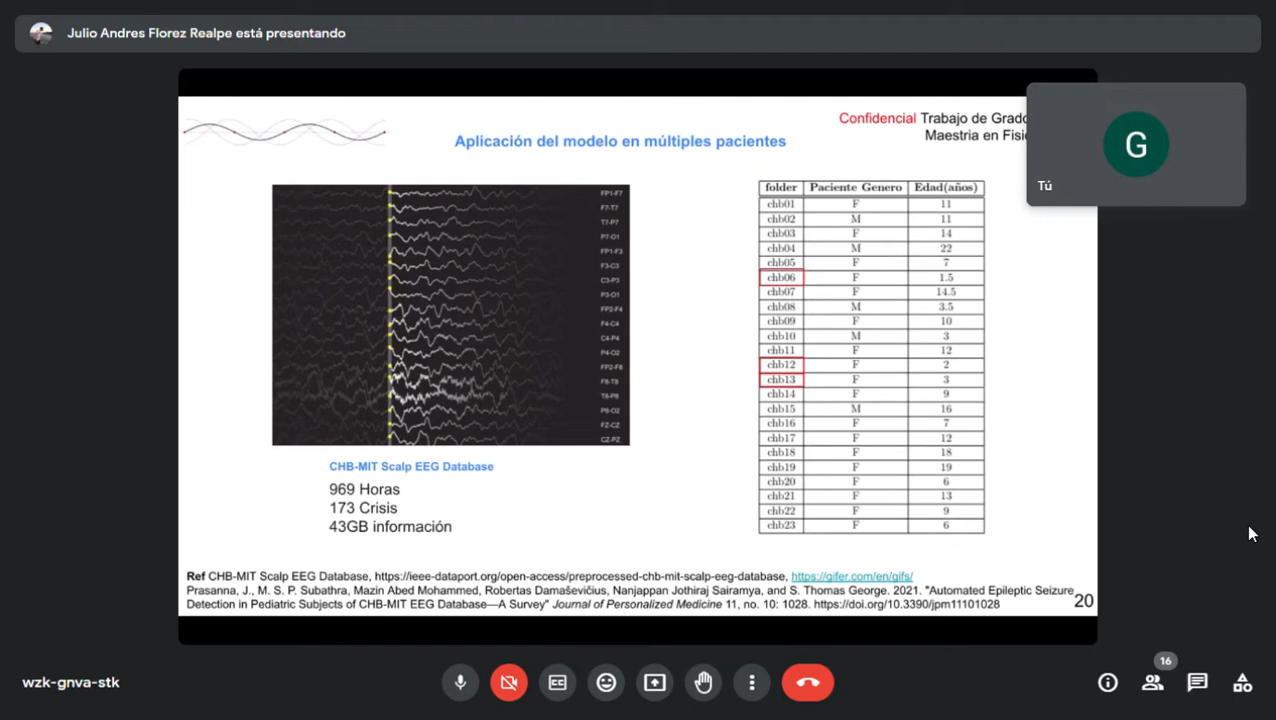 Julio Andres Florez Realpe está presentando
Confidencial Trabajo de Grado
Maestria en Fisi
Aplicación del modelo en múltiples pacientes
G
Tú
FP1-F7
F7-T7
T7-P7
P7-O1
FP1-F3
F3-C3
C3-P3
P3-O1
FP2-F4
F4-C4
C4-P4
P4-O2
FP2-F8
F8-T8
T8-P8
P8-O2
FZ-CZ
CZ-PZ
folder Paciente Genero Edad(años)
chb01 F 11
chb02 M 11
chb03 F 14
chb04 M 22
chb05 F 7
chb06 F 1.5
chb07 F 14.5
chb08 M 3.5
chb09 F 10
chb10 M 3
chb11 F 12
chb12 F 2
chb13 F 3
chb14 F 9
chb15 M 16
chb16 F 7
chb17 F 12
chb18 F 18
chb19 F 19
chb20 F 6
chb21 F 13
chb22 F 9
chb23 F 6
CHB-MIT Scalp EEG Database
969 Horas
173 Crisis
43GB información
Ref CHB-MIT Scalp EEG Database, https://ieee-dataport.org/open-access/preprocessed-chb-mit-scalp-eeg-database, https://gifer.com/en/gifs/
Prasanna, J., M. S. P. Subathra, Mazin Abed Mohammed, Robertas Damaševičius, Nanjappan Jothiraj Sairamya, and S. Thomas George. 2021. "Automated Epileptic Seizure
Detection in Pediatric Subjects of CHB-MIT EEG Database—A Survey" Journal of Personalized Medicine 11, no. 10: 1028. https://doi.org/10.3390/jpm11101028
20
wzk-gnva-stk
16